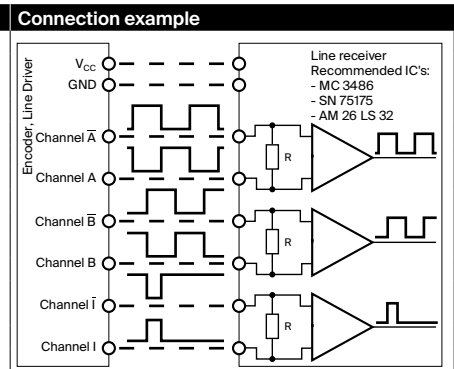 Connection example
Encoder, Line Driver
V_CC
GND
Channel A̅
Channel A
Channel B̅
Channel B
Channel I̅
Channel I
Line receiver
Recommended IC's:
- MC 3486
- SN 75175
- AM 26 LS 32
R
R
R